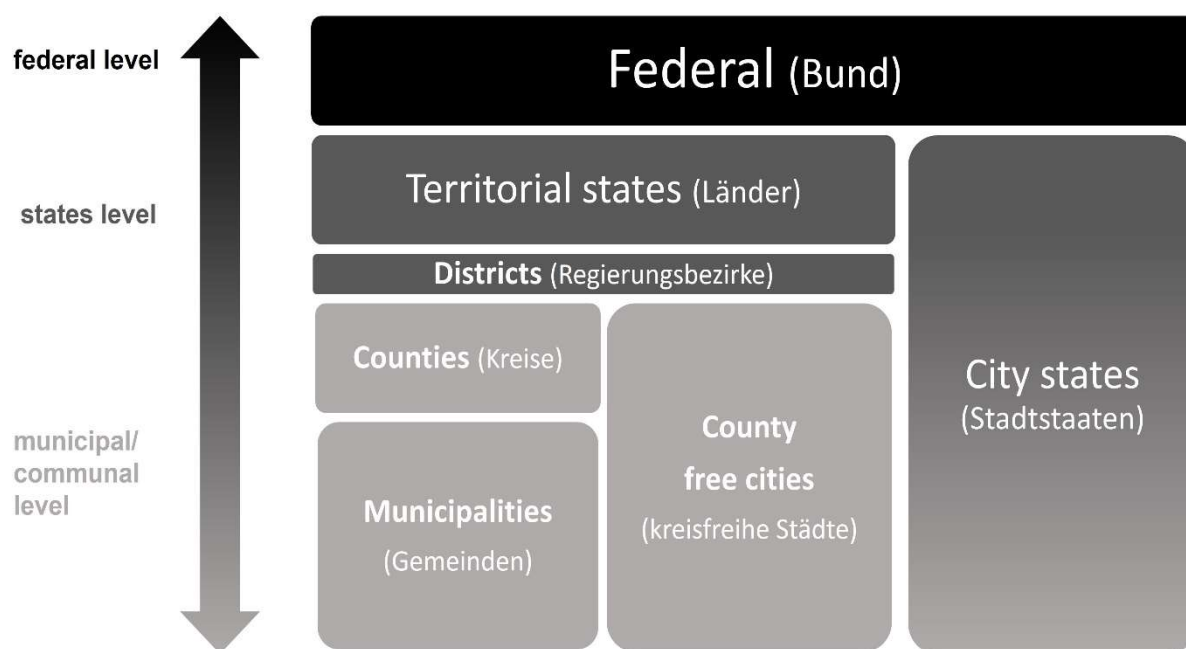 federal level
Federal (Bund)
states level
Territorial states (Länder)
Districts (Regierungsbezirke)
Counties (Kreise)
City states
(Stadtstaaten)
municipal/
communal
level
County
free cities
(kreisfreihe Städte)
Municipalities
(Gemeinden)